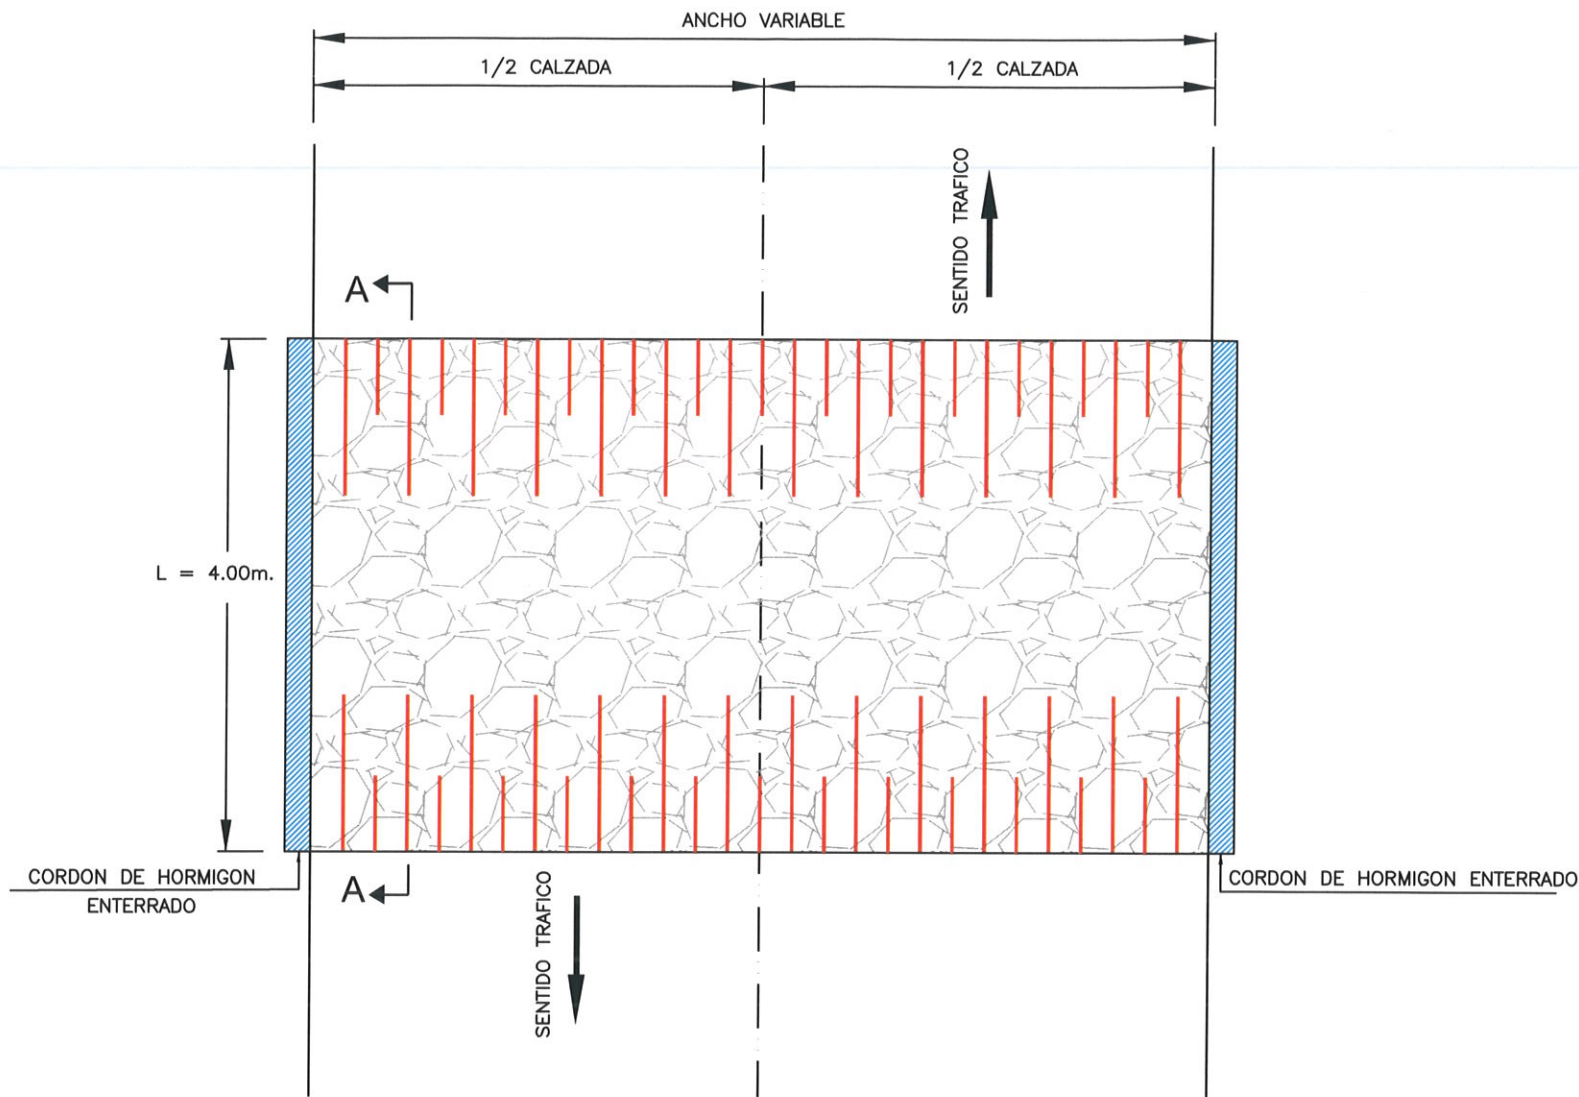 ANCHO VARIABLE
1/2 CALZADA
1/2 CALZADA
SENTIDO TRAFICO
A
L = 4.00m.
CORDON DE HORMIGON
ENTERRADO
A
CORDON DE HORMIGON ENTERRADO
SENTIDO TRAFICO